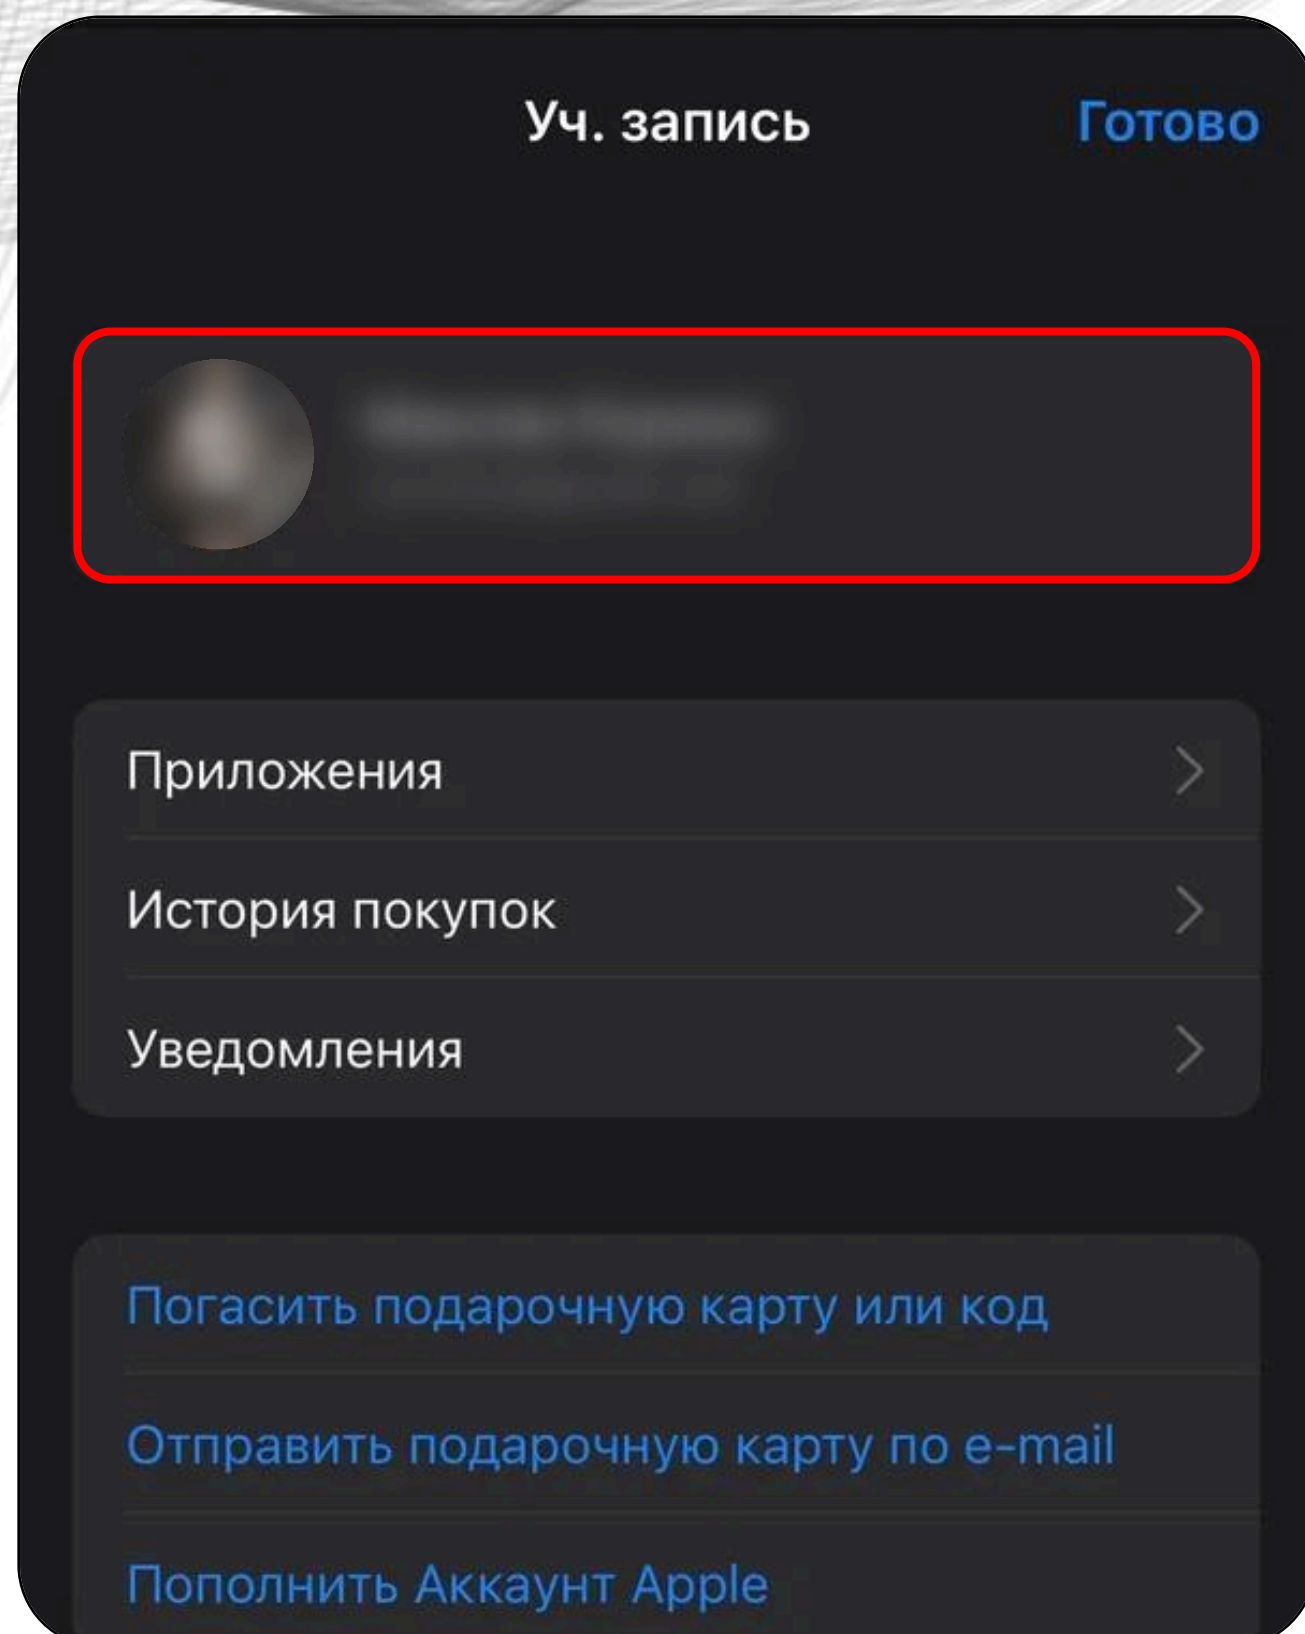 Уч. запись
Готово
Приложения
История покупок
Уведомления
Погасить подарочную карту или код
Отправить подарочную карту по e-mail
Пополнить Аккаунт Apple